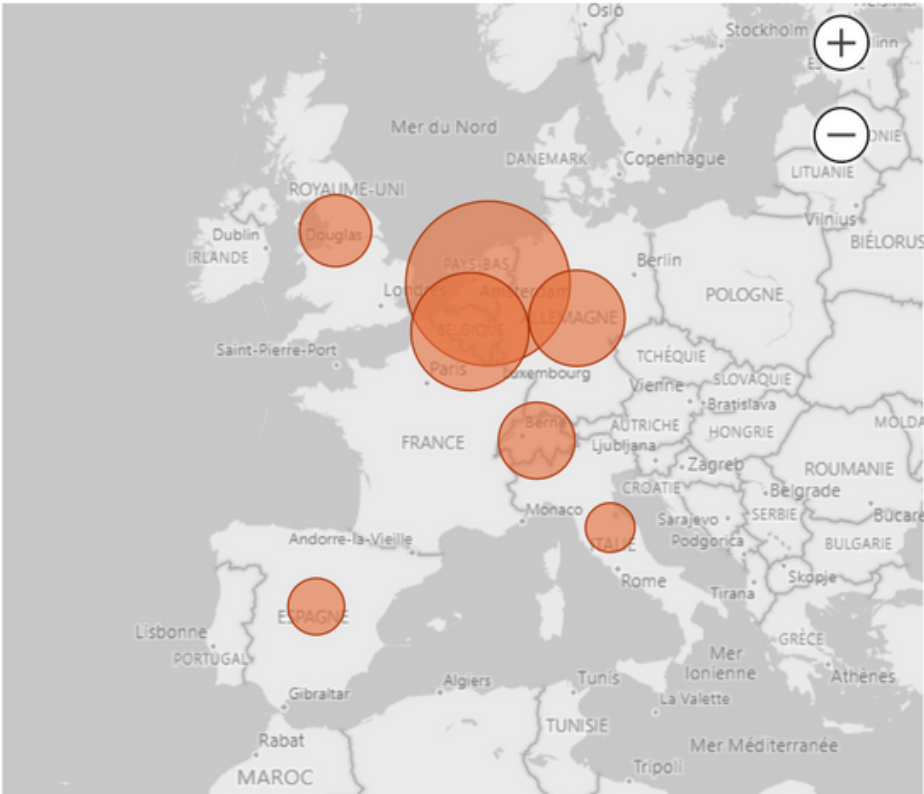 Oslo
Stockholm
Mer du Nord
DANEMARK
Copenhague
LITUANIE
Vilnius
BIÉLORUS
ROYAUME-UNI
Dublin
Douglas
IRLANDE
PAYS-BAS
Amsterdam
Berlin
POLOGNE
Londres
BELGIQUE
ALLEMAGNE
Saint-Pierre-Port
Paris
Luxembourg
TCHÉQUIE
Vienne
SLOVAQUIE
Bratislava
FRANCE
Berne
AUTRICHE
HONGRIE
MOLDA
Ljubljana
Zagreb
ROUMANIE
CROATIE
Belgrade
Monaco
Sarajevo
SERBIE
Bucare
Andorre-la-Vieille
ITALIE
Podgorica
BULGARIE
Rome
Skopje
Tirana
ESPAGNE
Lisbonne
PORTUGAL
GRÈCE
Mer
Ionienne
Athènes
Gibraltar
Algiers
Tunis
La Valette
TUNISIE
Rabat
Mer Méditerranée
MAROC
Tripoli